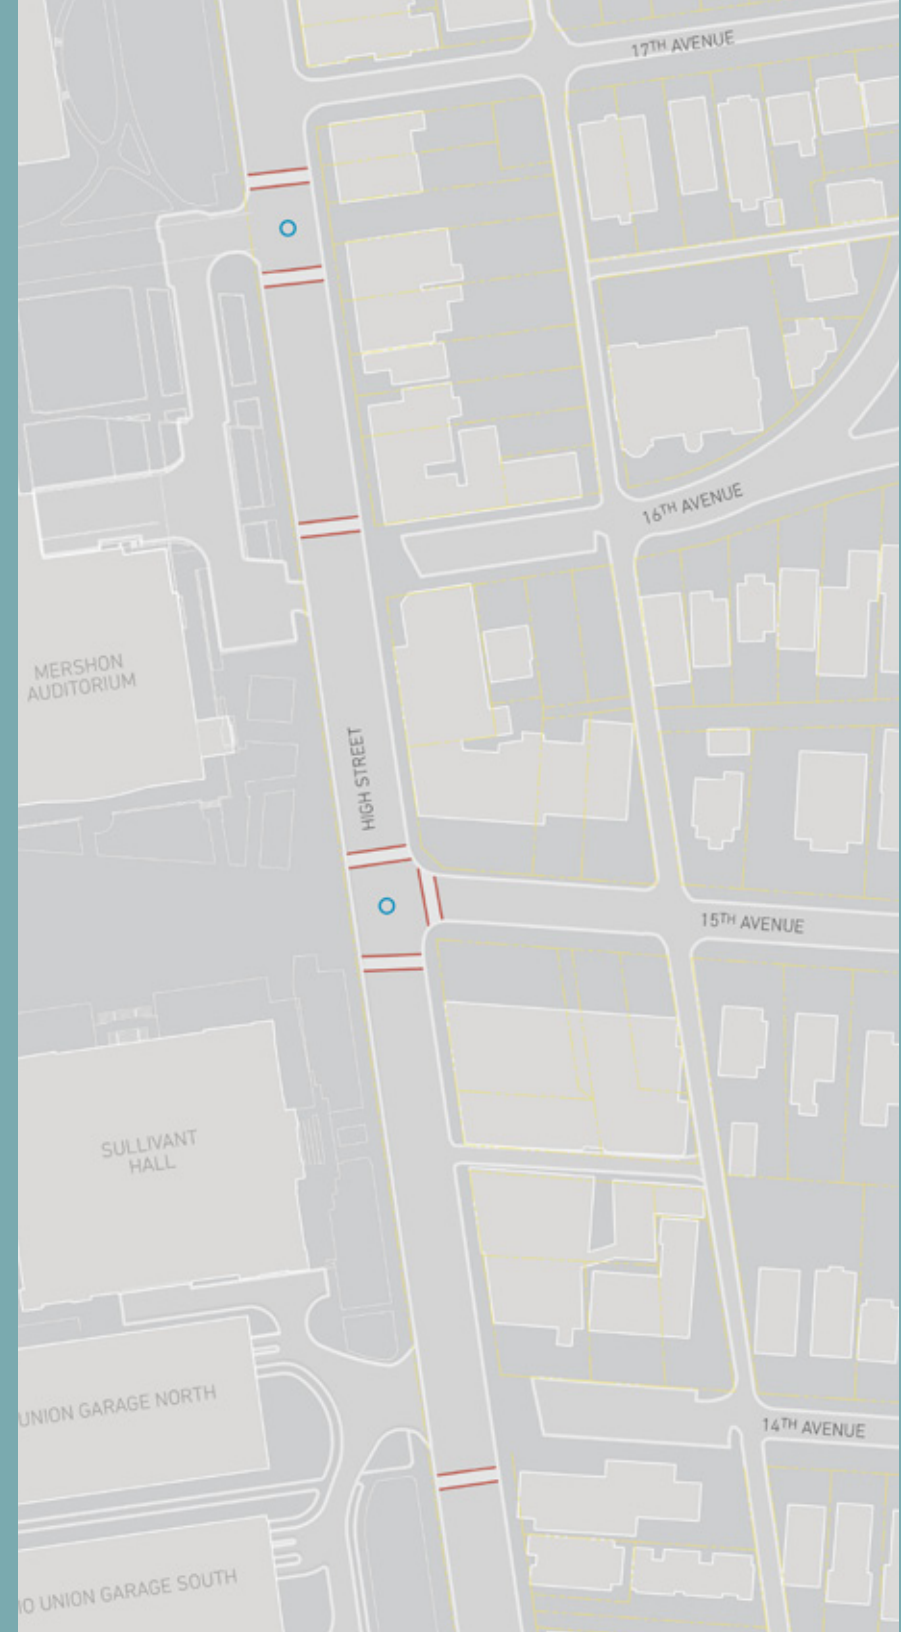 17TH AVENUE
16TH AVENUE
MERSHON
AUDITORIUM
HIGH STREET
15TH AVENUE
SULLIVANT
HALL
UNION GARAGE NORTH
14TH AVENUE
IO UNION GARAGE SOUTH